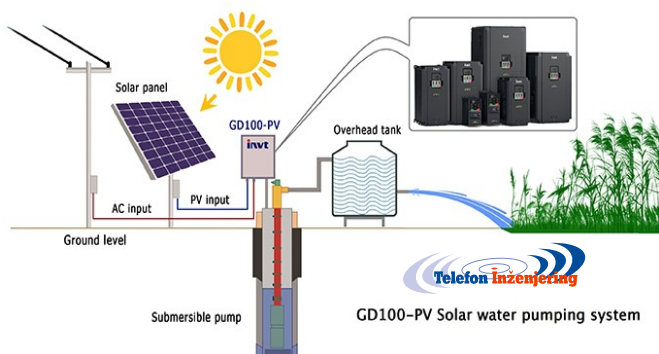 Solar panel
GD100-PV
invt
Overhead tank
AC input
PV input
Ground level
Submersible pump
Telefon Inženjering
GD100-PV Solar water pumping system